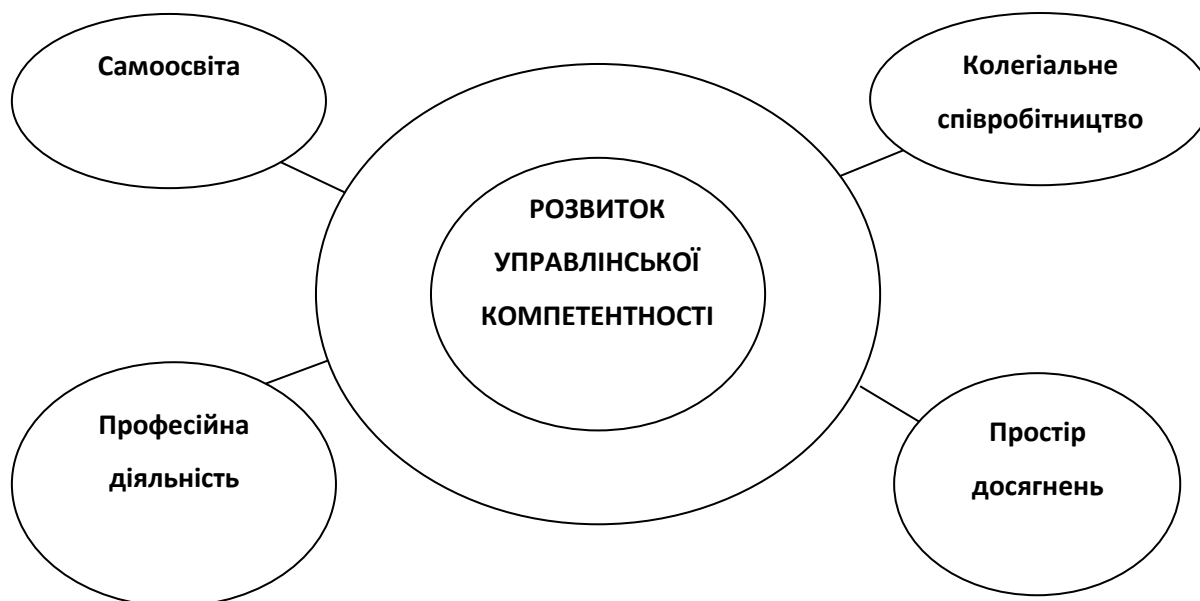 Самоосвіта
Колегіальне
співробітництво
РОЗВИТОК
УПРАВЛІНСЬКОЇ
КОМПЕТЕНТНОСТІ
Професійна
діяльність
Простір
досягнень